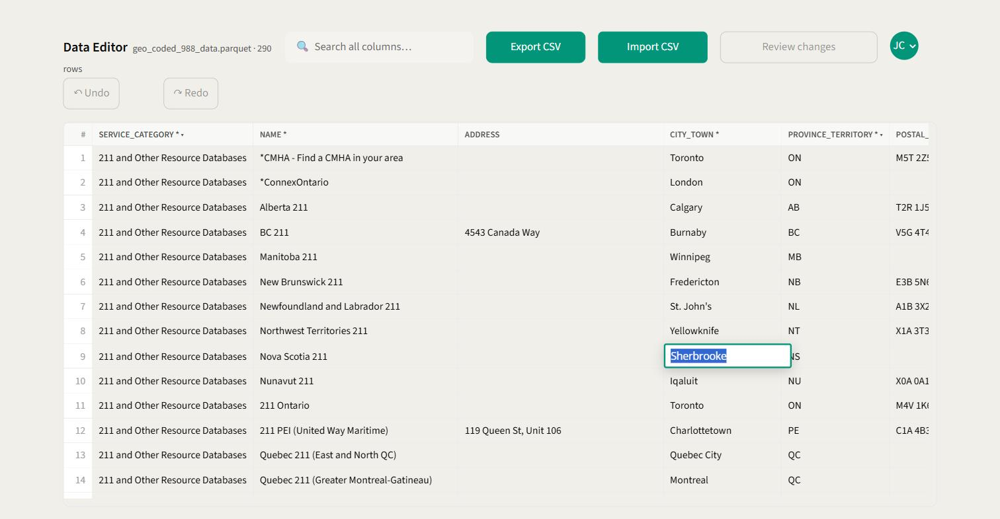 Data Editor geo_coded_988_data.parquet · 290 rows
Search all columns…
Export CSV
Import CSV
Review changes
JC
Undo
Redo
# SERVICE_CATEGORY * NAME * ADDRESS CITY_TOWN * PROVINCE_TERRITORY * POSTAL_
1 211 and Other Resource Databases *CMHA - Find a CMHA in your area Toronto ON M5T 2Z5
2 211 and Other Resource Databases *ConnexOntario London ON
3 211 and Other Resource Databases Alberta 211 Calgary AB T2R 1J5
4 211 and Other Resource Databases BC 211 4543 Canada Way Burnaby BC V5G 4T4
5 211 and Other Resource Databases Manitoba 211 Winnipeg MB
6 211 and Other Resource Databases New Brunswick 211 Fredericton NB E3B 5N6
7 211 and Other Resource Databases Newfoundland and Labrador 211 St. John's NL A1B 3X2
8 211 and Other Resource Databases Northwest Territories 211 Yellowknife NT X1A 3T3
9 211 and Other Resource Databases Nova Scotia 211 Sherbrooke NS
10 211 and Other Resource Databases Nunavut 211 Iqaluit NU X0A 0A1
11 211 and Other Resource Databases 211 Ontario Toronto ON M4V 1K6
12 211 and Other Resource Databases 211 PEI (United Way Maritime) 119 Queen St, Unit 106 Charlottetown PE C1A 4B3
13 211 and Other Resource Databases Quebec 211 (East and North QC) Quebec City QC
14 211 and Other Resource Databases Quebec 211 (Greater Montreal-Gatineau) Montreal QC